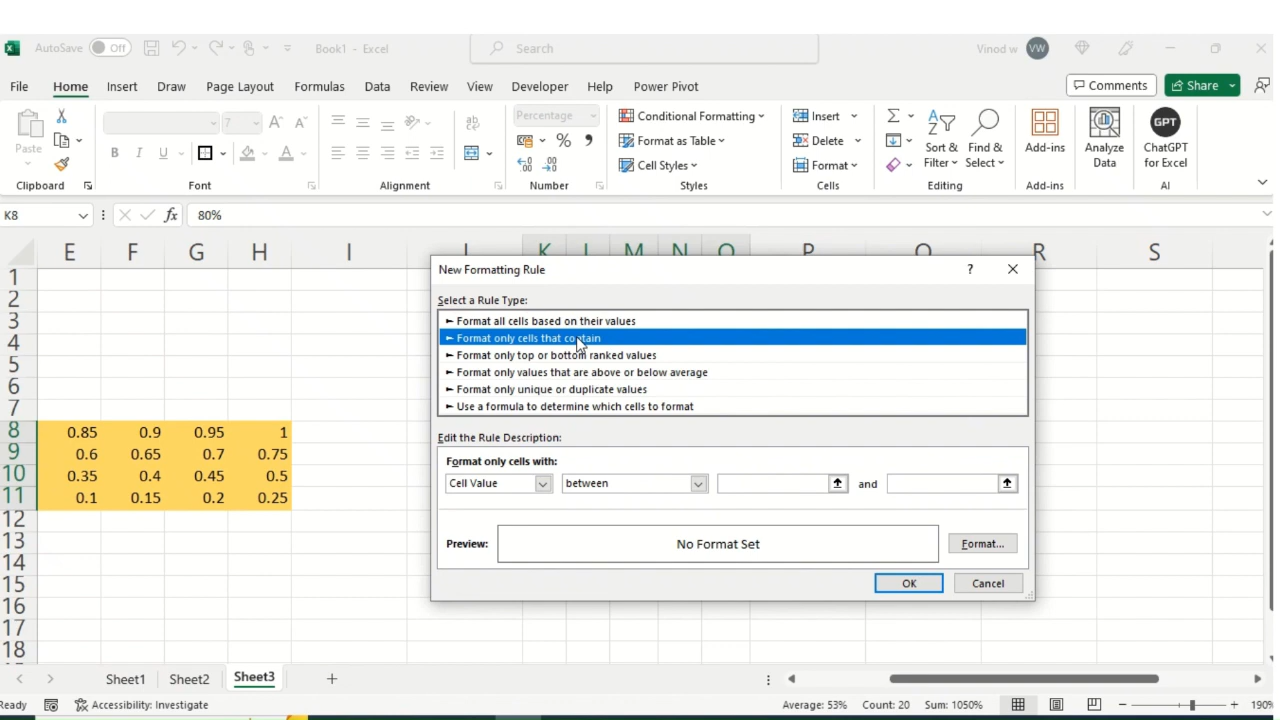 AutoSave Off Book1 - Excel Search Vinod w VW
File Home Insert Draw Page Layout Formulas Data Review View Developer Help Power Pivot Comments Share
Paste 7 Percentage Conditional Formatting Insert Sort & Find & Add-ins Analyze ChatGPT
B I U Format as Table Delete Filter Select Data for Excel
Cell Styles Format
GPT
Clipboard Font Alignment Number Styles Cells Editing Add-ins AI
K8 fx 80%
E F G H I J K L M N O P Q R S
New Formatting Rule ?
Select a Rule Type:
► Format all cells based on their values
► Format only cells that contain
► Format only top or bottom ranked values
► Format only values that are above or below average
► Format only unique or duplicate values
► Use a formula to determine which cells to format
Edit the Rule Description:
Format only cells with:
Cell Value between and
Preview: No Format Set Format...
OK Cancel
1
2
3
4
5
6
7
8 0.85 0.9 0.95 1
9 0.6 0.65 0.7 0.75
10 0.35 0.4 0.45 0.5
11 0.1 0.15 0.2 0.25
12
13
14
15
16
17
18
Sheet1 Sheet2 Sheet3
Ready Accessibility: Investigate Average: 53% Count: 20 Sum: 1050% 190%